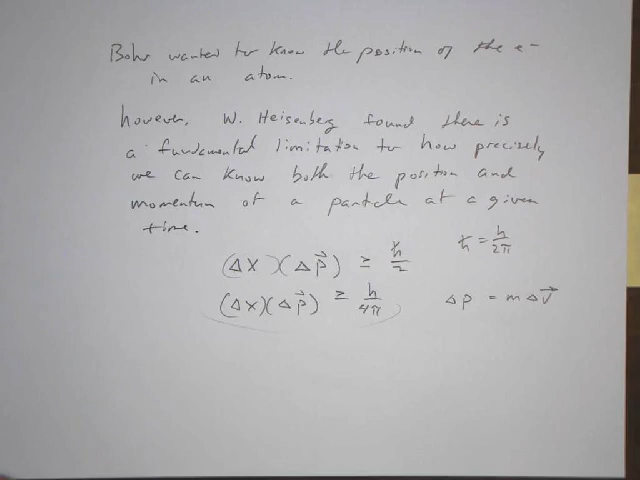 Bohr wanted to know the position of the e-
in an atom.
however, W. Heisenberg found there is
a fundamental limitation to how precisely
we can know both the position and
momentum of a particle at a given
time.
(Δx)(Δp⃗) ≥ ħ/2 ħ = h/2π
(Δx)(Δp⃗) ≥ h/4π Δp = mΔv⃗